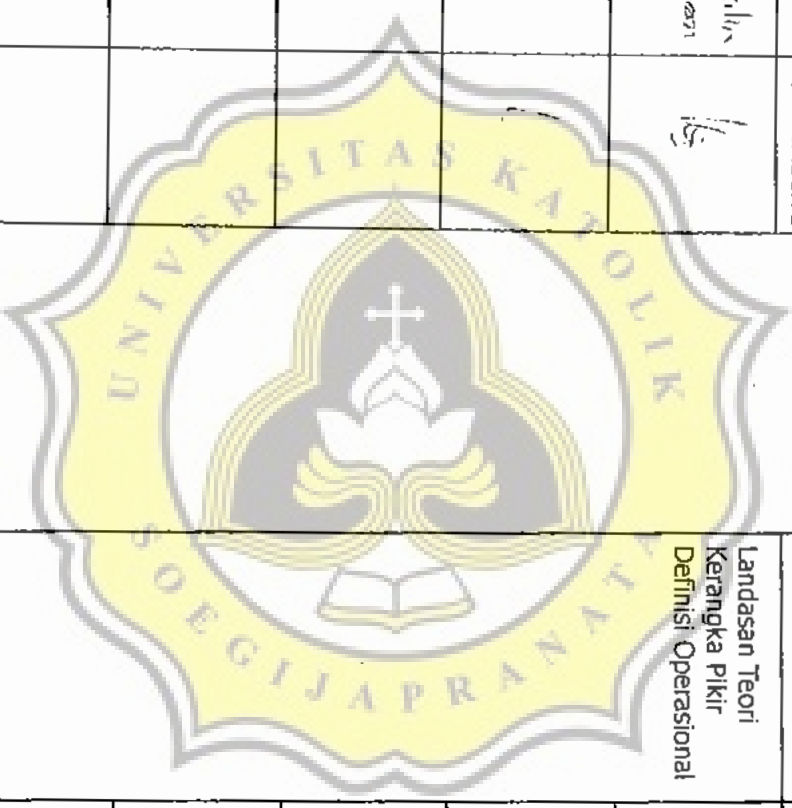 UNIVERSITAS KATOLIK
SOEGIJAPRANATA
Landasan Teori
Kerangka Pikir
Definisi Operasional